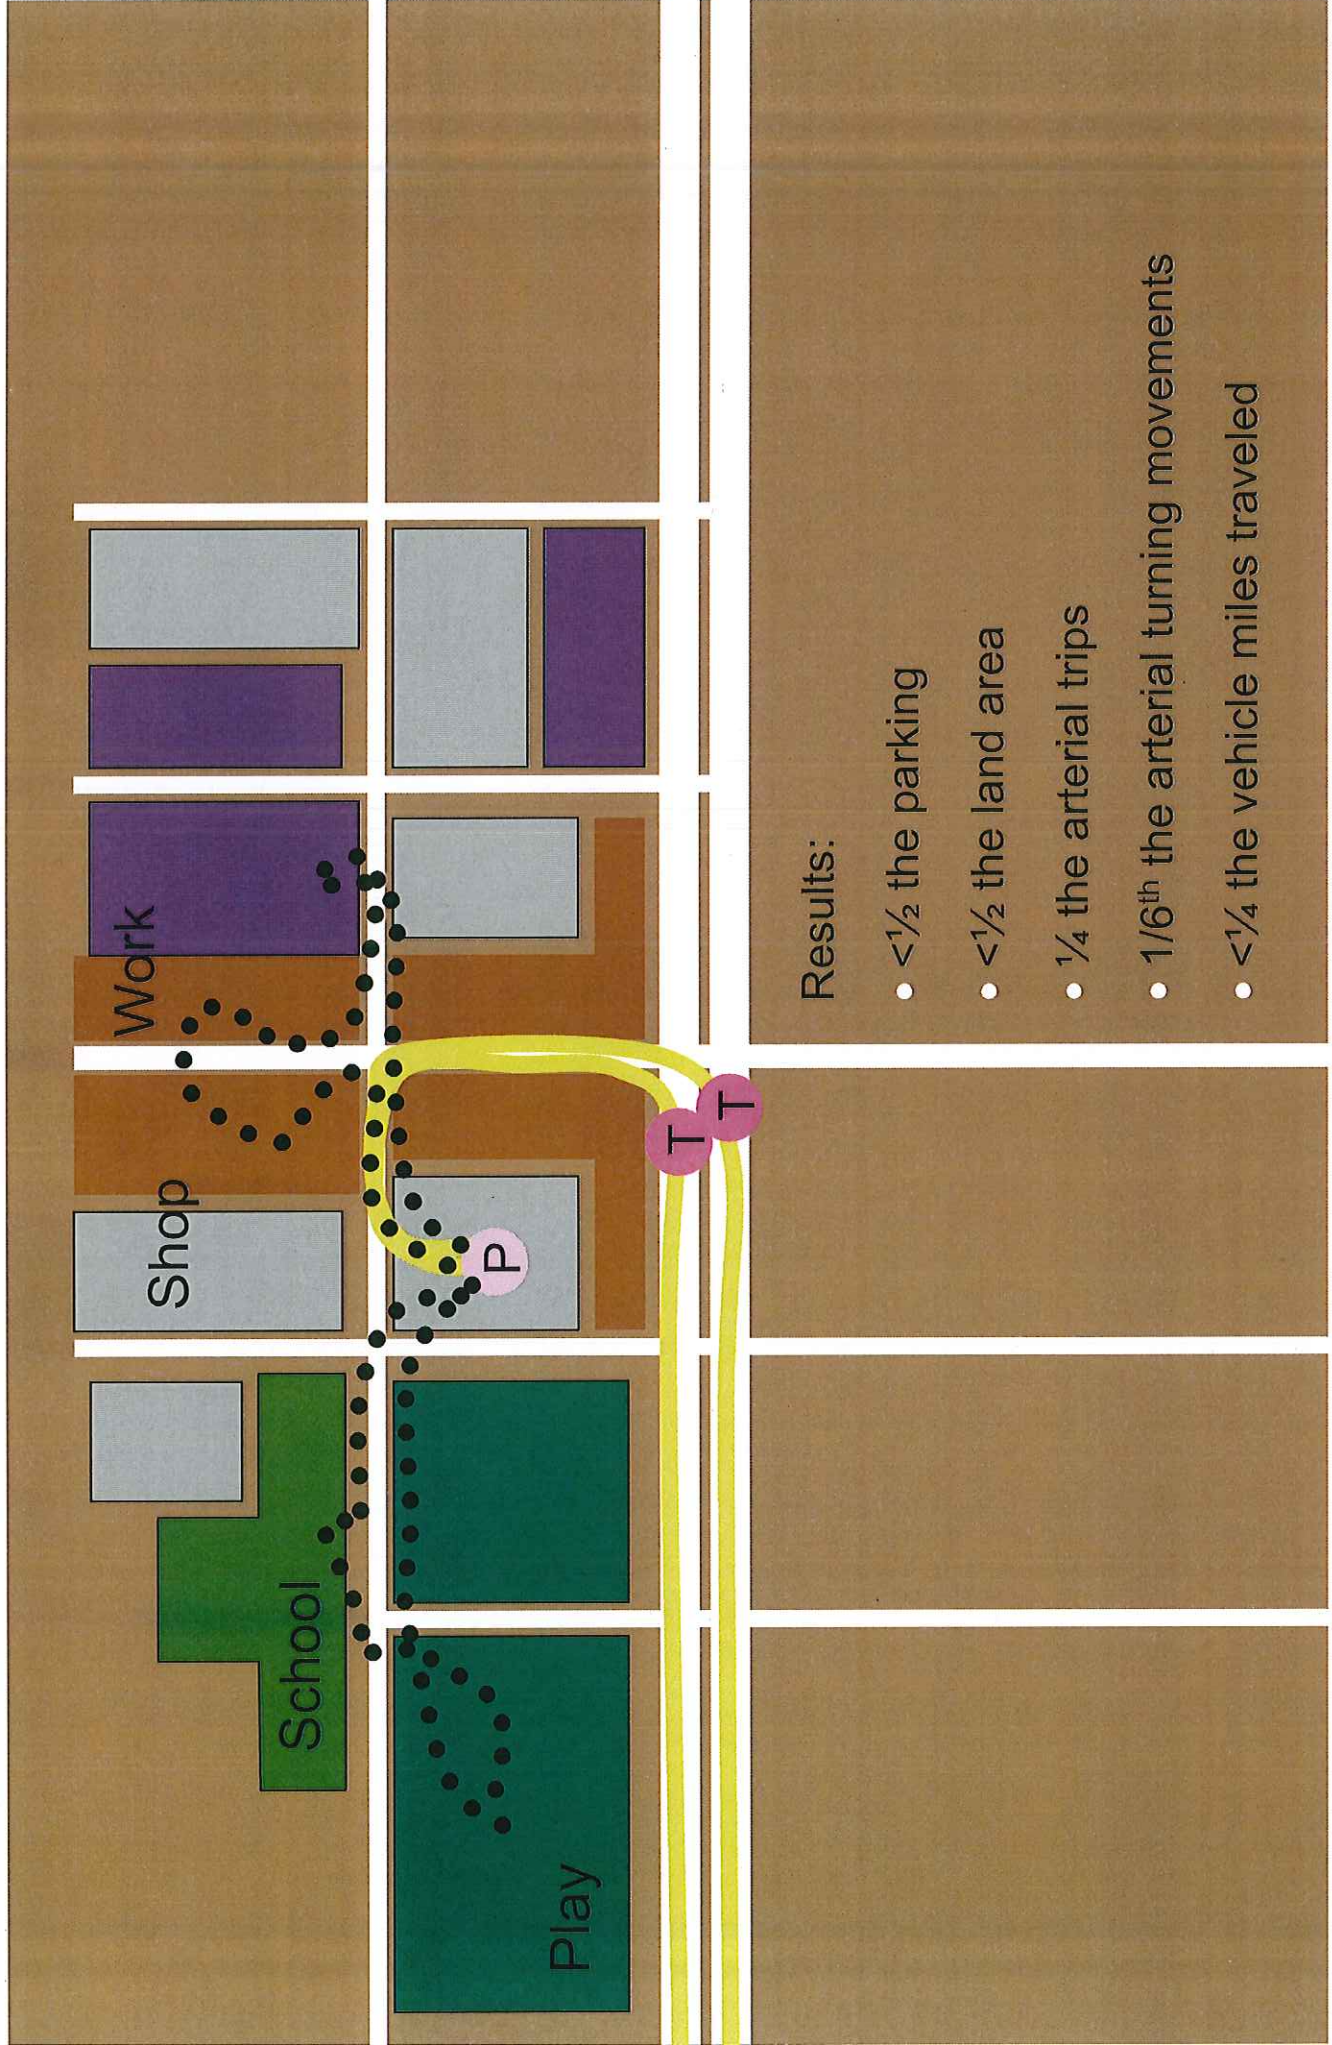 School
Shop
Work
Play
P
T
T
Results:
• <½ the parking
• <½ the land area
• ¼ the arterial trips
• 1/6th the arterial turning movements
• <¼ the vehicle miles traveled